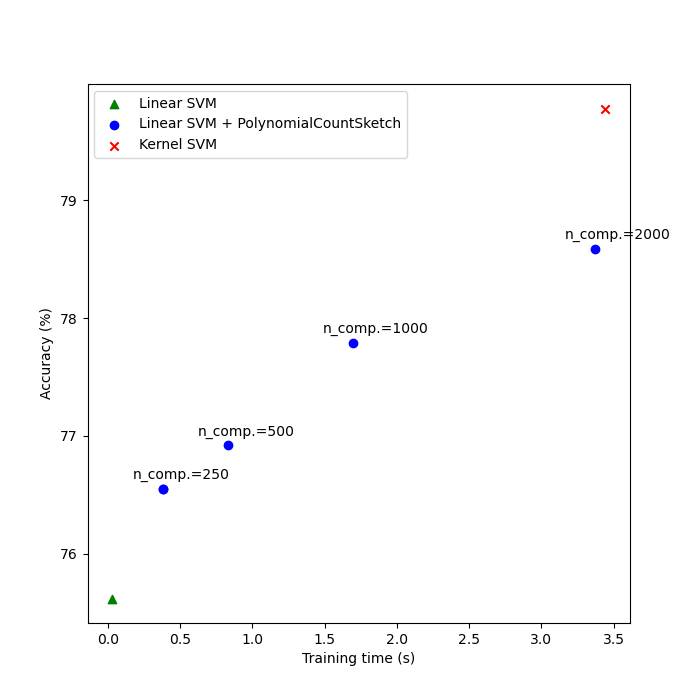 Linear SVM
Linear SVM + PolynomialCountSketch
Kernel SVM
79
78
77
76
n_comp.=2000
n_comp.=1000
n_comp.=500
n_comp.=250
Accuracy (%)
0.0 0.5 1.0 1.5 2.0 2.5 3.0 3.5
Training time (s)